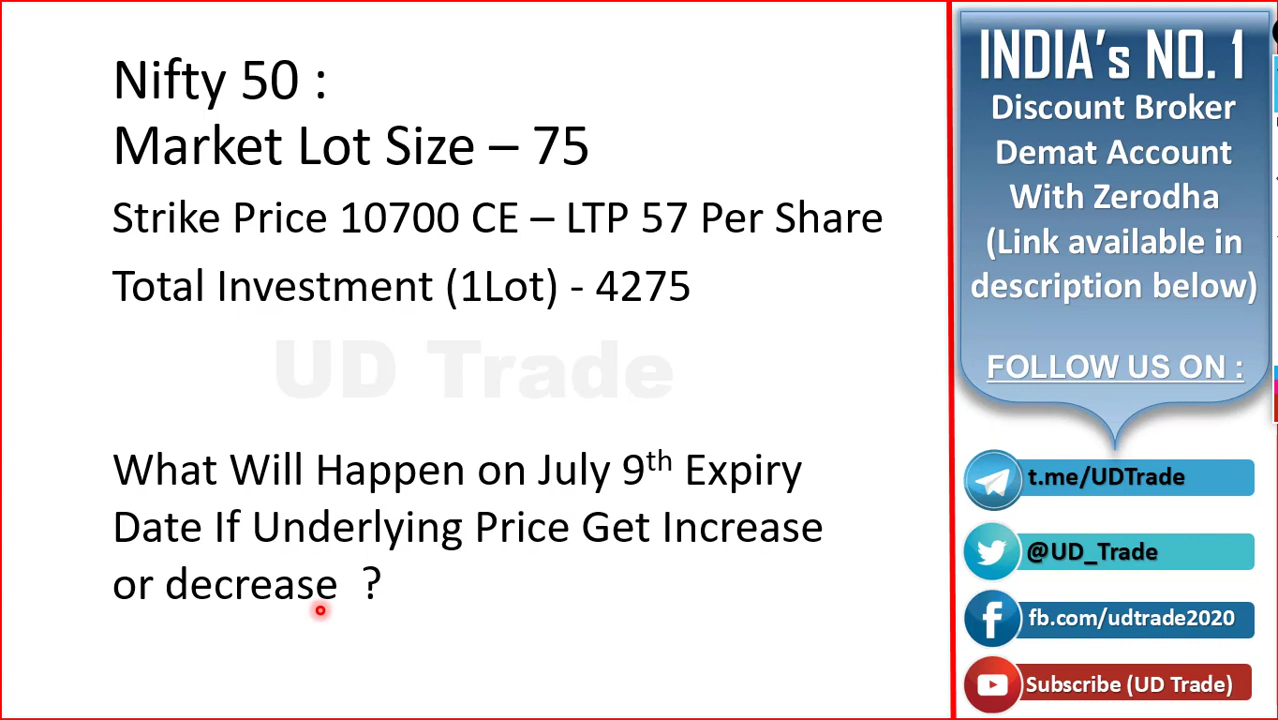 Nifty 50 :
Market Lot Size – 75
Strike Price 10700 CE – LTP 57 Per Share
Total Investment (1Lot) - 4275
UD Trade
What Will Happen on July 9th Expiry
Date If Underlying Price Get Increase
or decrease ?
INDIA's NO. 1
Discount Broker
Demat Account
With Zerodha
(Link available in
description below)
FOLLOW US ON :
t.me/UDTrade
@UD_Trade
fb.com/udtrade2020
Subscribe (UD Trade)